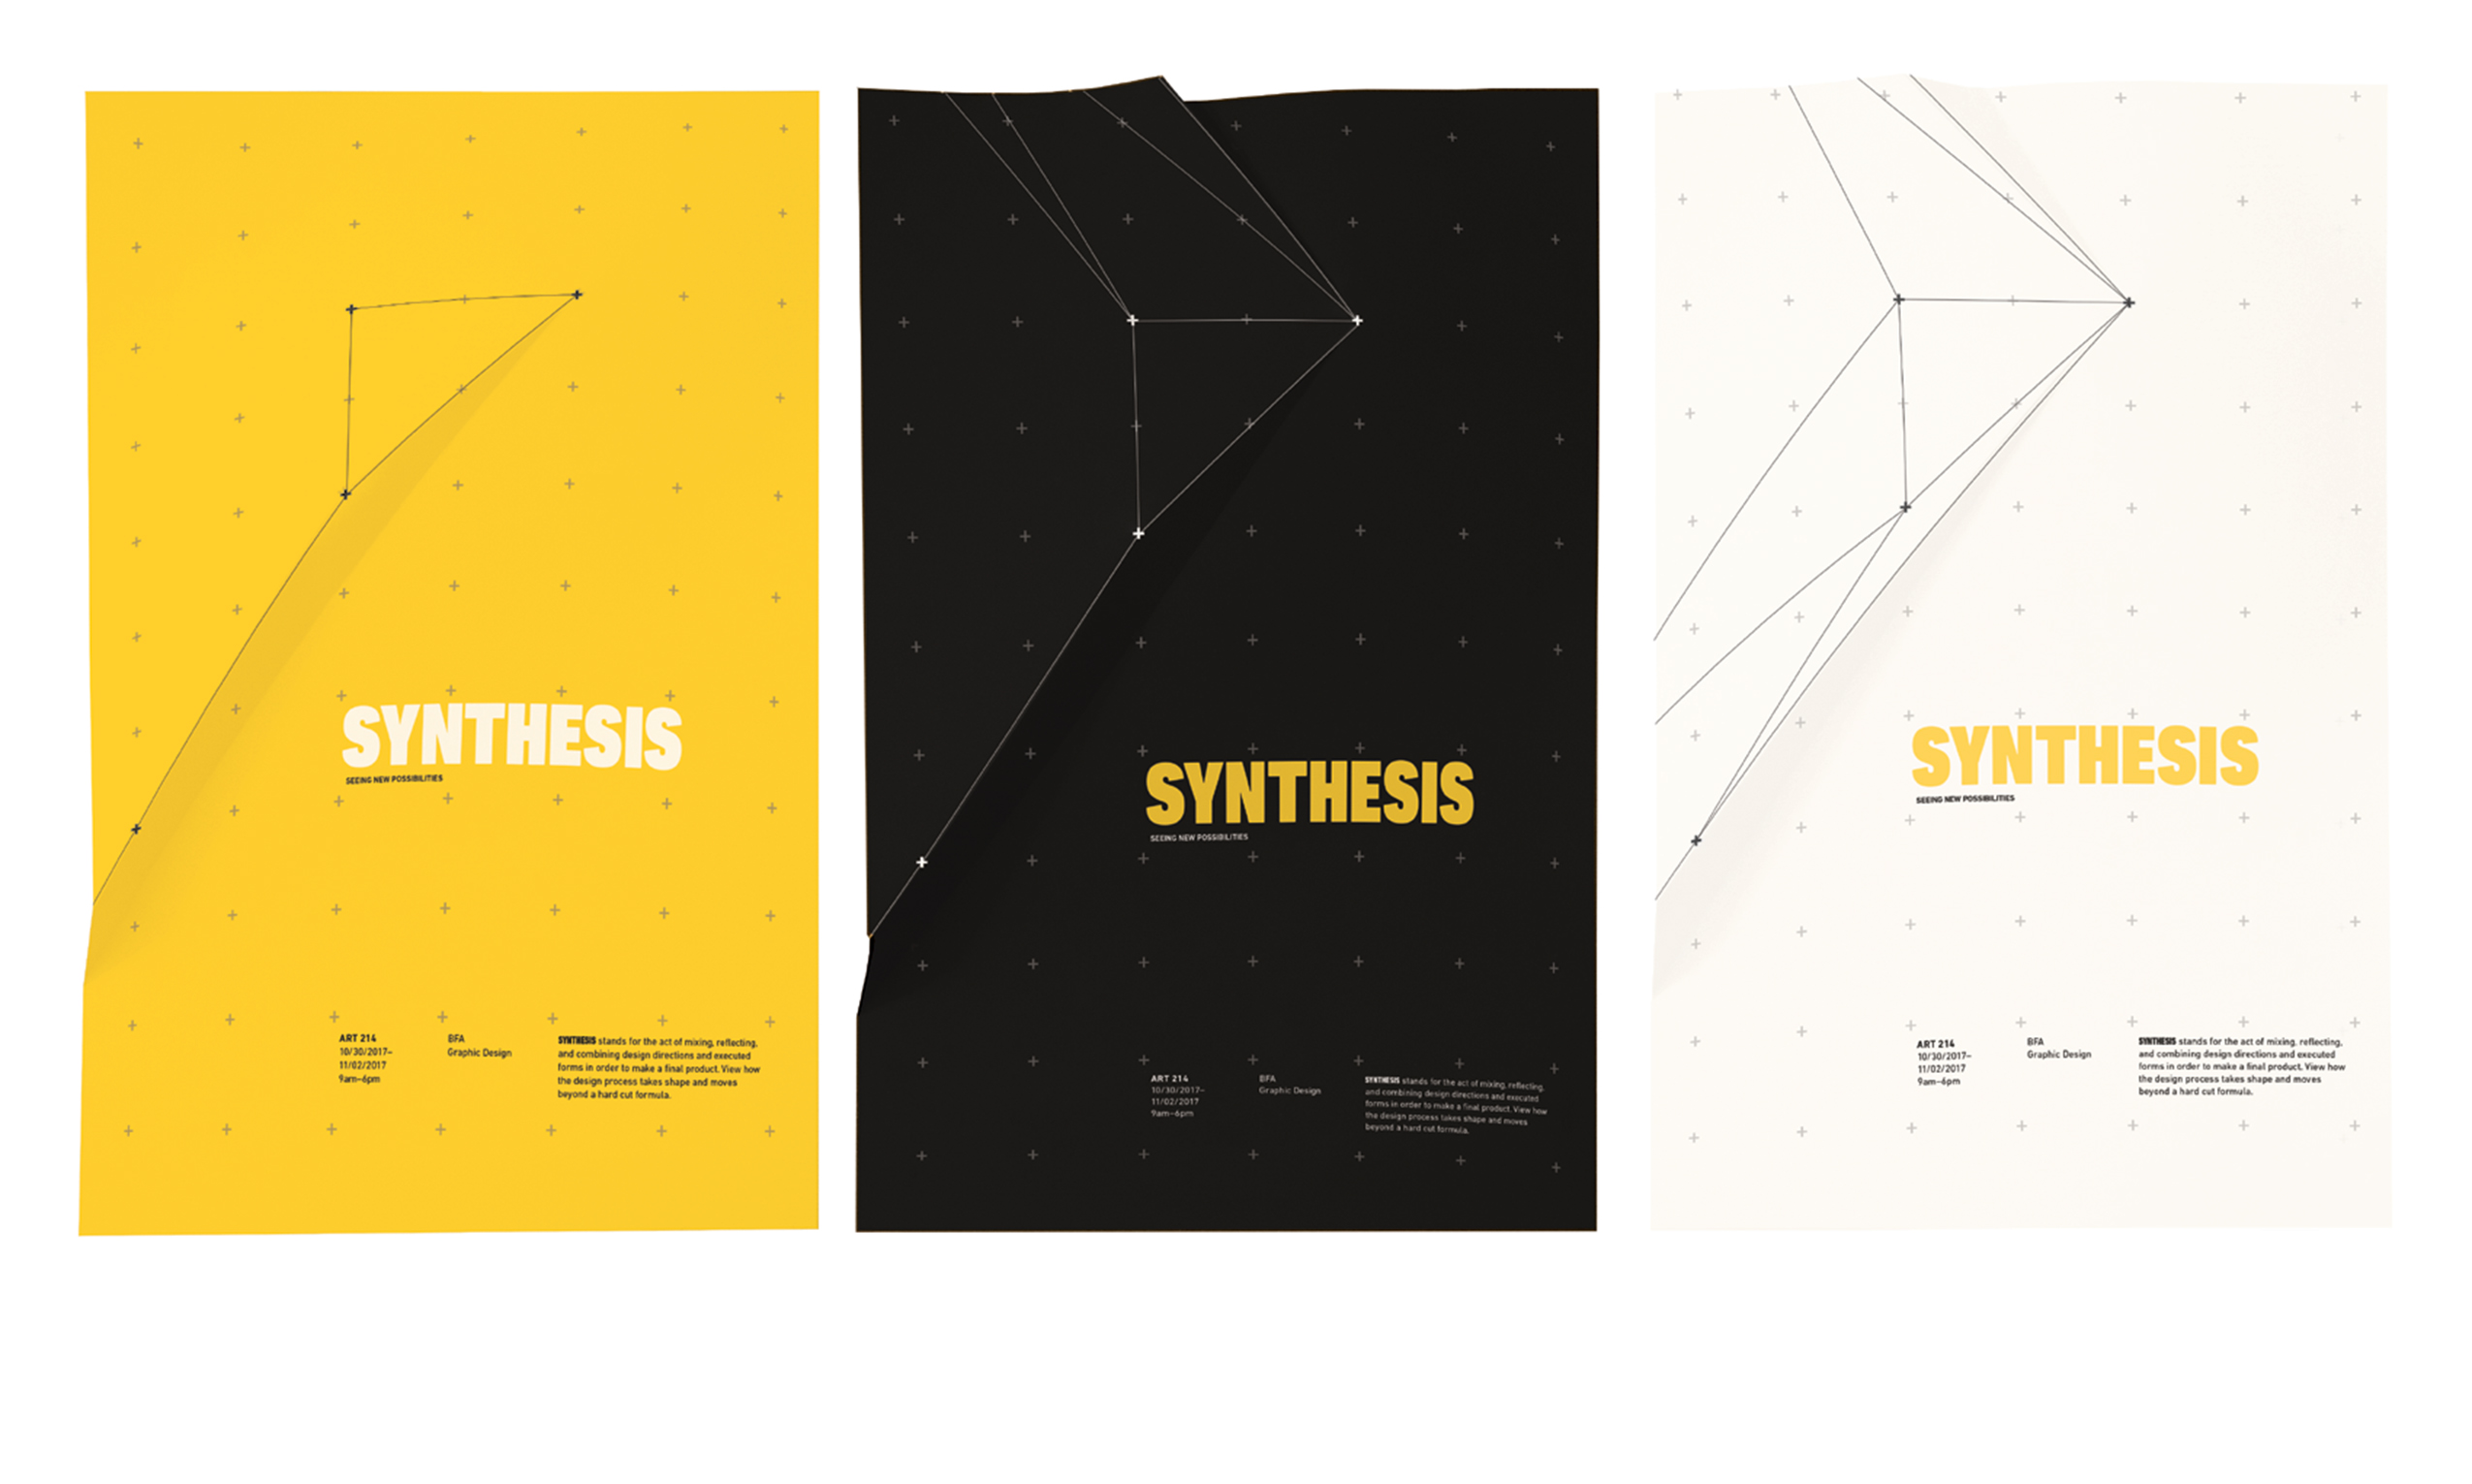 SYNTHESIS
SEEING NEW POSSIBILITIES
ART 214
10/30/2017–
11/02/2017
9am–6pm
BFA
Graphic Design
SYNTHESIS stands for the act of mixing, reflecting,
and combining design directions and executed
forms in order to make a final product. View how
the design process takes shape and moves
beyond a hard cut formula.
SYNTHESIS
SEEING NEW POSSIBILITIES
ART 214
10/30/2017–
11/02/2017
9am–6pm
BFA
Graphic Design
SYNTHESIS stands for the act of mixing, reflecting,
and combining design directions and executed
forms in order to make a final product. View how
the design process takes shape and moves
beyond a hard cut formula.
SYNTHESIS
SEEING NEW POSSIBILITIES
ART 214
10/30/2017–
11/02/2017
9am–6pm
BFA
Graphic Design
SYNTHESIS stands for the act of mixing, reflecting,
and combining design directions and executed
forms in order to make a final product. View how
the design process takes shape and moves
beyond a hard cut formula.